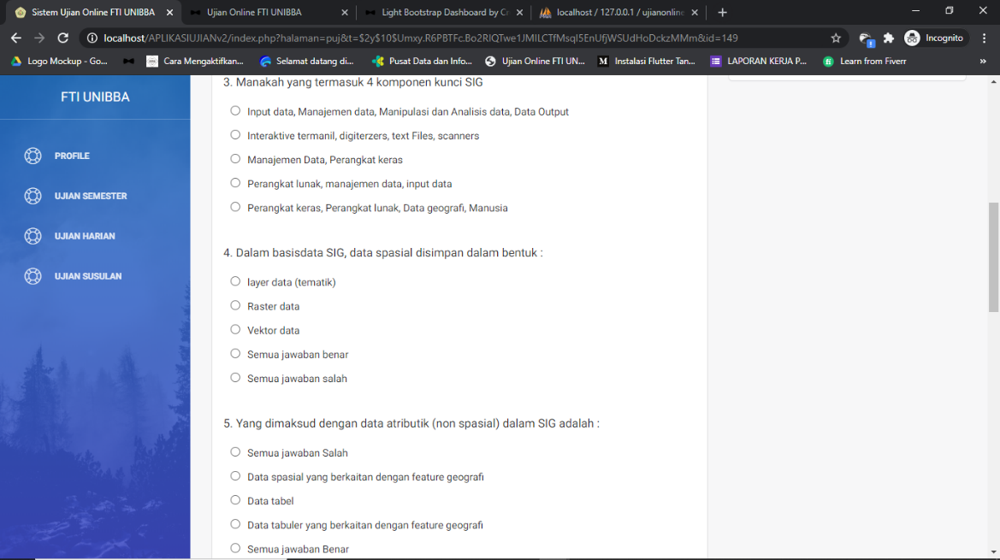 Sistem Ujian Online FTI UNIBBA
Ujian Online FTI UNIBBA
Light Bootstrap Dashboard by Cr
localhost / 127.0.0.1 / ujianonline
localhost/APLIKASIUJIANv2/index.php?halaman=puj&t=$2y$10$Umxy.R6PBTFc.Bo2RIQTwe1JMILCTfMsqI5EnUfjWSUdHoDckzMMm&id=149
Incognito
Logo Mockup - Go...
Cara Mengaktifkan...
Selamat datang di...
Pusat Data dan Info...
Ujian Online FTI UN...
M Instalasi Flutter Tan...
LAPORAN KERJA P...
fi Learn from Fiverr
»
FTI UNIBBA
PROFILE
UJIAN SEMESTER
UJIAN HARIAN
UJIAN SUSULAN
3. Manakah yang termasuk 4 komponen kunci SIG
Input data, Manajemen data, Manipulasi dan Analisis data, Data Output
Interaktive termanil, digiterzers, text Files, scanners
Manajemen Data, Perangkat keras
Perangkat lunak, manajemen data, input data
Perangkat keras, Perangkat lunak, Data geografi, Manusia
4. Dalam basisdata SIG, data spasial disimpan dalam bentuk :
layer data (tematik)
Raster data
Vektor data
Semua jawaban benar
Semua jawaban salah
5. Yang dimaksud dengan data atributik (non spasial) dalam SIG adalah :
Semua jawaban Salah
Data spasial yang berkaitan dengan feature geografi
Data tabel
Data tabuler yang berkaitan dengan feature geografi
Semua jawaban Benar